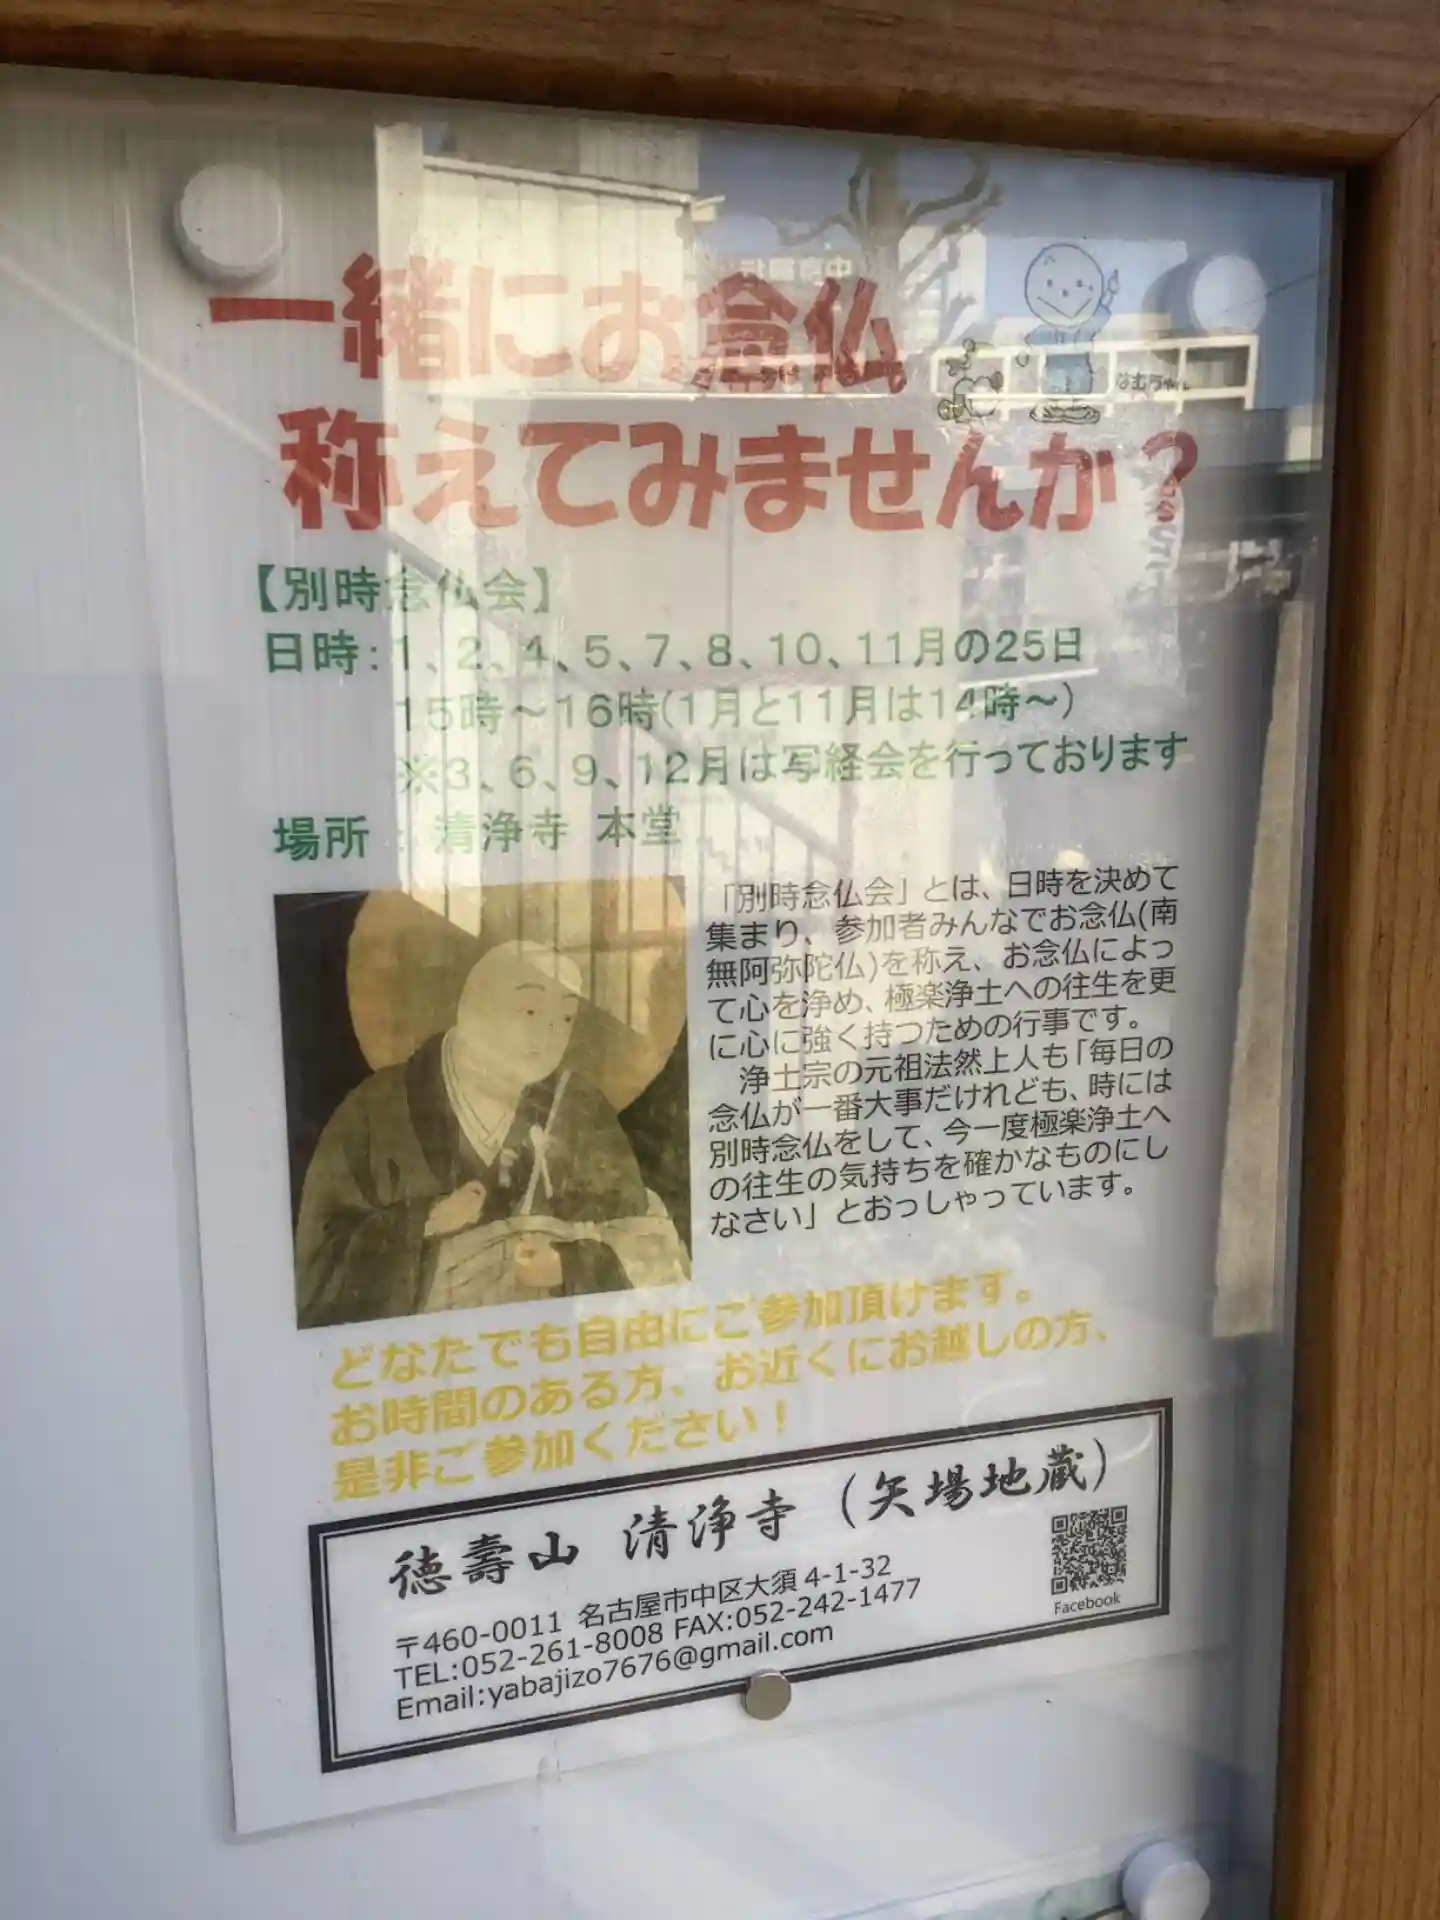 一緒にお念仏
なむちゃん
称えてみませんか？
【別時念仏会】
日時：1、2、4、5、7、8、10、11月の25日
15時～16時(1月と11月は14時～)
※3、6、9、12月は写経会を行っております
場所： 清浄寺 本堂
「別時念仏会」とは、日時を決めて
集まり、参加者みんなでお念仏(南
無阿弥陀仏)を称え、お念仏によっ
て心を浄め、極楽浄土への往生を更
に心に強く持つための行事です。
浄土宗の元祖法然上人も「毎日の
念仏が一番大事だけれども、時には
別時念仏をして、今一度極楽浄土へ
の往生の気持ちを確かなものにし
なさい」とおっしゃっています。
どなたでも自由にご参加頂けます。
お時間のある方、お近くにお越しの方、
是非ご参加ください！
徳壽山 清浄寺（矢場地蔵）
〒460-0011 名古屋市中区大須 4-1-32
TEL:052-261-8008 FAX:052-242-1477
Email:yabajizo7676@gmail.com
Facebook